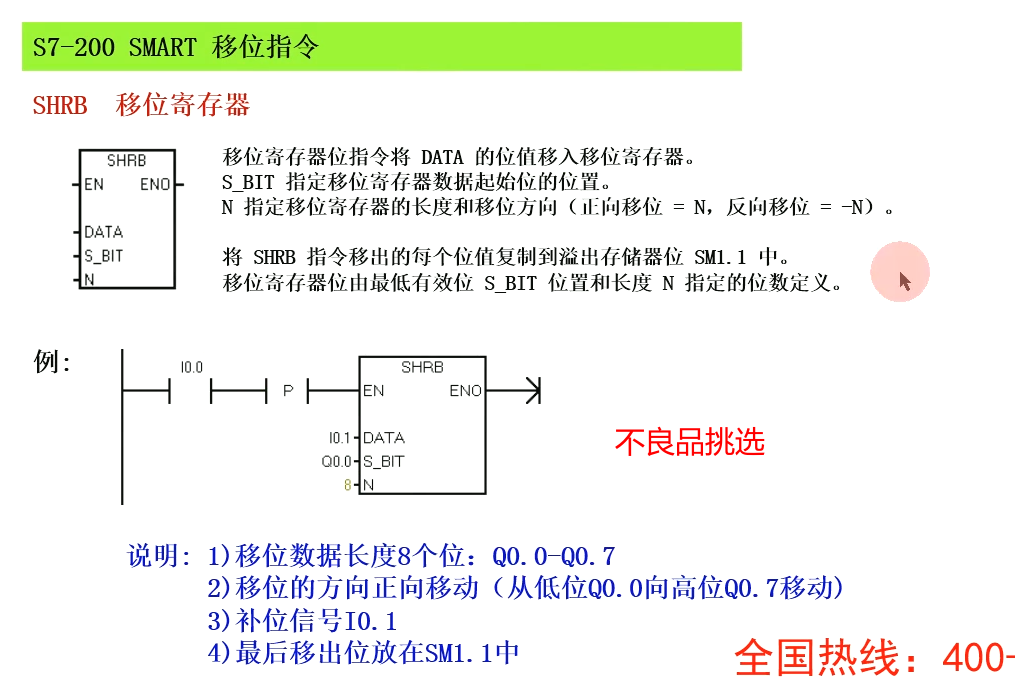 S7-200 SMART 移位指令
SHRB 移位寄存器
SHRB
EN ENO
DATA
S_BIT
N
移位寄存器位指令将 DATA 的位值移入移位寄存器。
S_BIT 指定移位寄存器数据起始位的位置。
N 指定移位寄存器的长度和移位方向（正向移位 = N，反向移位 = -N）。
将 SHRB 指令移出的每个位值复制到溢出存储器位 SM1.1 中。
移位寄存器位由最低有效位 S_BIT 位置和长度 N 指定的位数定义。
例:
I0.0
P
SHRB
EN ENO
I0.1 DATA
Q0.0 S_BIT
8 N
不良品挑选
说明: 1)移位数据长度8个位：Q0.0-Q0.7
2)移位的方向正向移动（从低位Q0.0向高位Q0.7移动)
3)补位信号I0.1
4)最后移出位放在SM1.1中
全国热线：400-